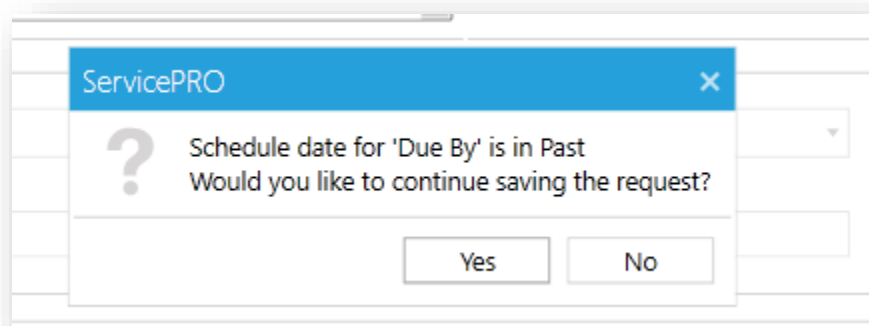 ServicePRO
Schedule date for 'Due By' is in Past
Would you like to continue saving the request?
Yes
No